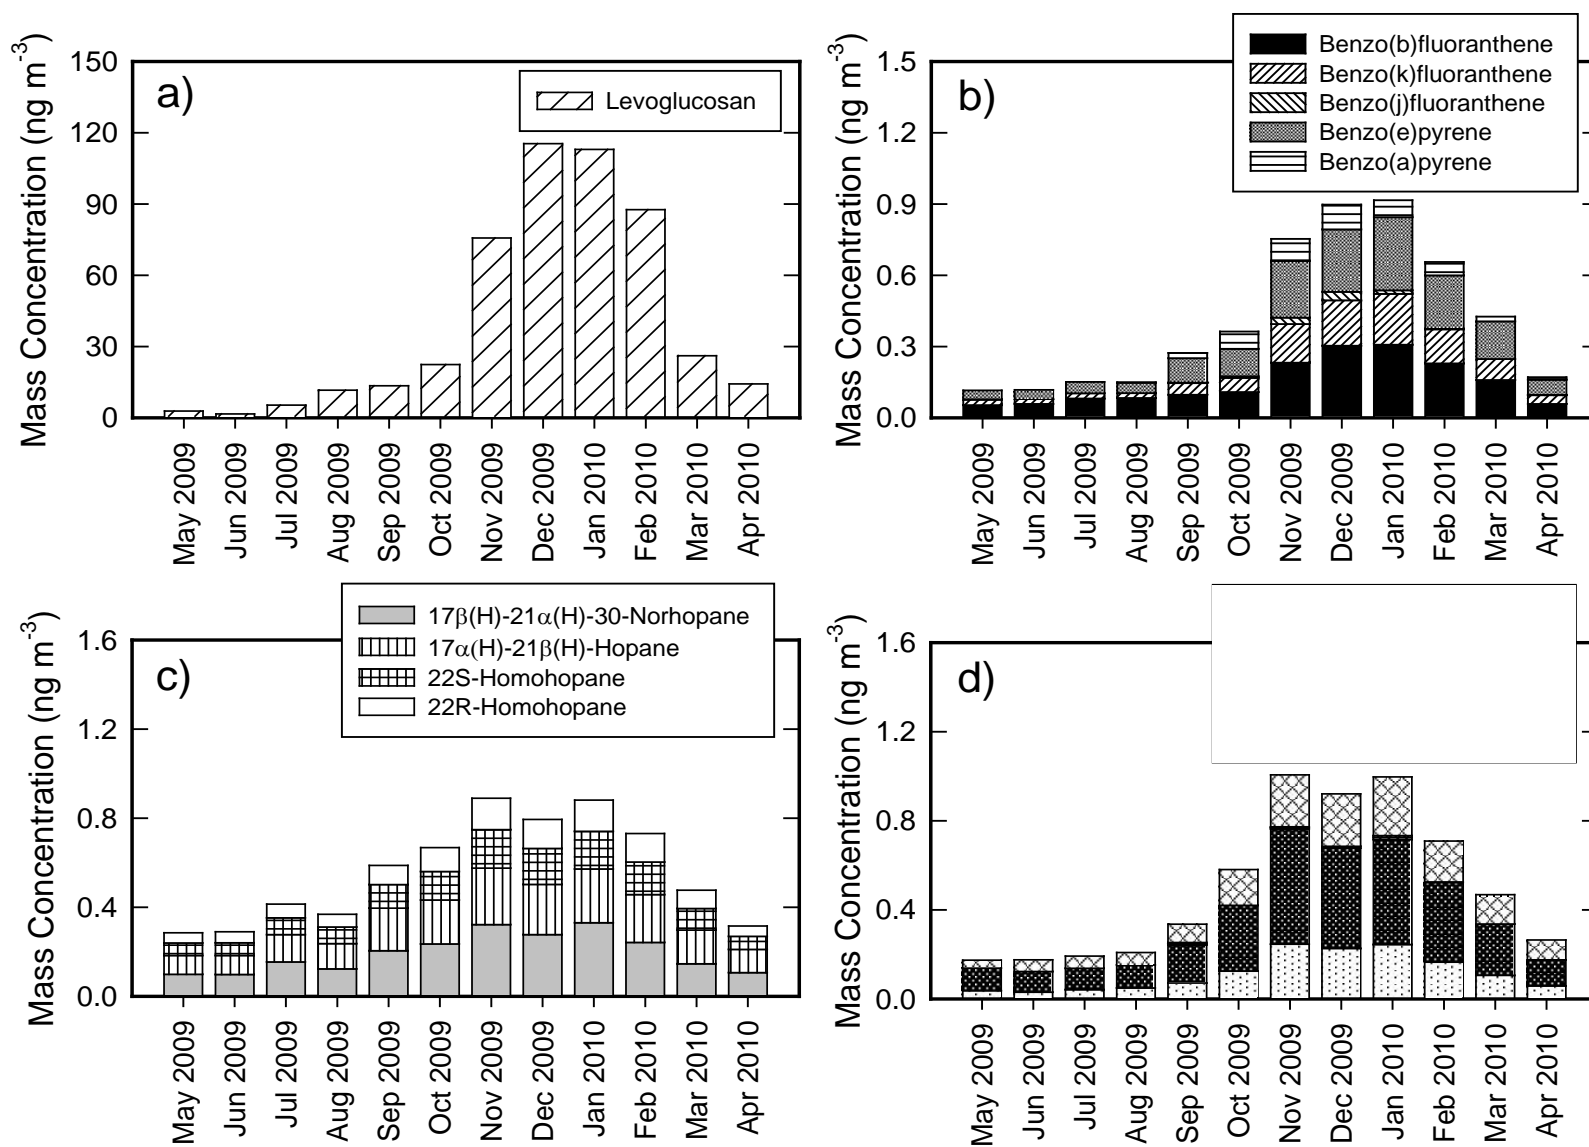 a)
Mass Concentration (ng m-3)
150
120
90
60
30
0
Levoglucosan
May 2009
Jun 2009
Jul 2009
Aug 2009
Sep 2009
Oct 2009
Nov 2009
Dec 2009
Jan 2010
Feb 2010
Mar 2010
Apr 2010
b)
Mass Concentration (ng m-3)
1.5
1.2
0.9
0.6
0.3
0.0
Benzo(b)fluoranthene
Benzo(k)fluoranthene
Benzo(j)fluoranthene
Benzo(e)pyrene
Benzo(a)pyrene
May 2009
Jun 2009
Jul 2009
Aug 2009
Sep 2009
Oct 2009
Nov 2009
Dec 2009
Jan 2010
Feb 2010
Mar 2010
Apr 2010
c)
Mass Concentration (ng m-3)
1.6
1.2
0.8
0.4
0.0
17β(H)-21α(H)-30-Norhopane
17α(H)-21β(H)-Hopane
22S-Homohopane
22R-Homohopane
May 2009
Jun 2009
Jul 2009
Aug 2009
Sep 2009
Oct 2009
Nov 2009
Dec 2009
Jan 2010
Feb 2010
Mar 2010
Apr 2010
d)
Mass Concentration (ng m-3)
1.6
1.2
0.8
0.4
0.0
May 2009
Jun 2009
Jul 2009
Aug 2009
Sep 2009
Oct 2009
Nov 2009
Dec 2009
Jan 2010
Feb 2010
Mar 2010
Apr 2010